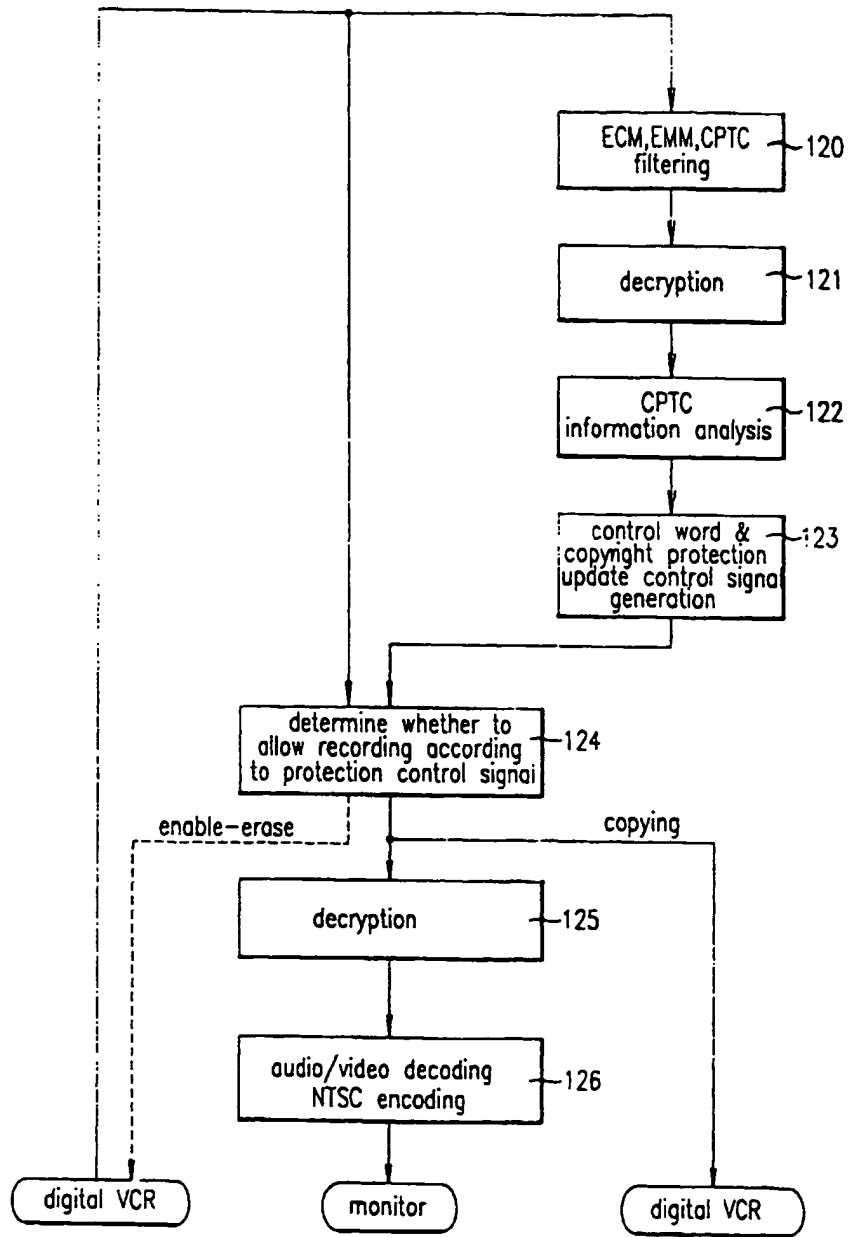 ECM,EMM,CPTC
filtering
120
decryption
121
CPTC
information analysis
122
control word &
copyright protection
update control signal
generation
123
determine whether to
allow recording according
to protection control signal
124
enable-erase
copying
decryption
125
audio/video decoding
NTSC encoding
126
digital VCR
monitor
digital VCR